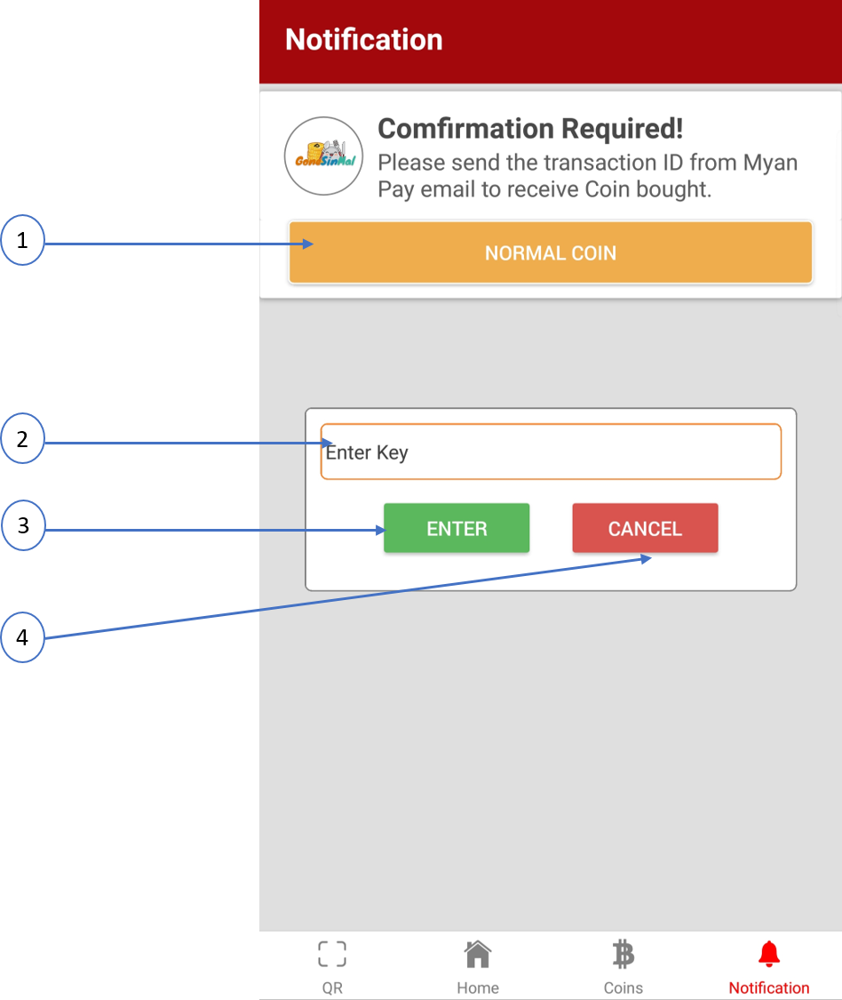 Notification
Comfirmation Required!
GondSinMal
Please send the transaction ID from Myan
Pay email to receive Coin bought.
1
NORMAL COIN
2
Enter Key
3
ENTER
CANCEL
4
QR
Home
Coins
Notification